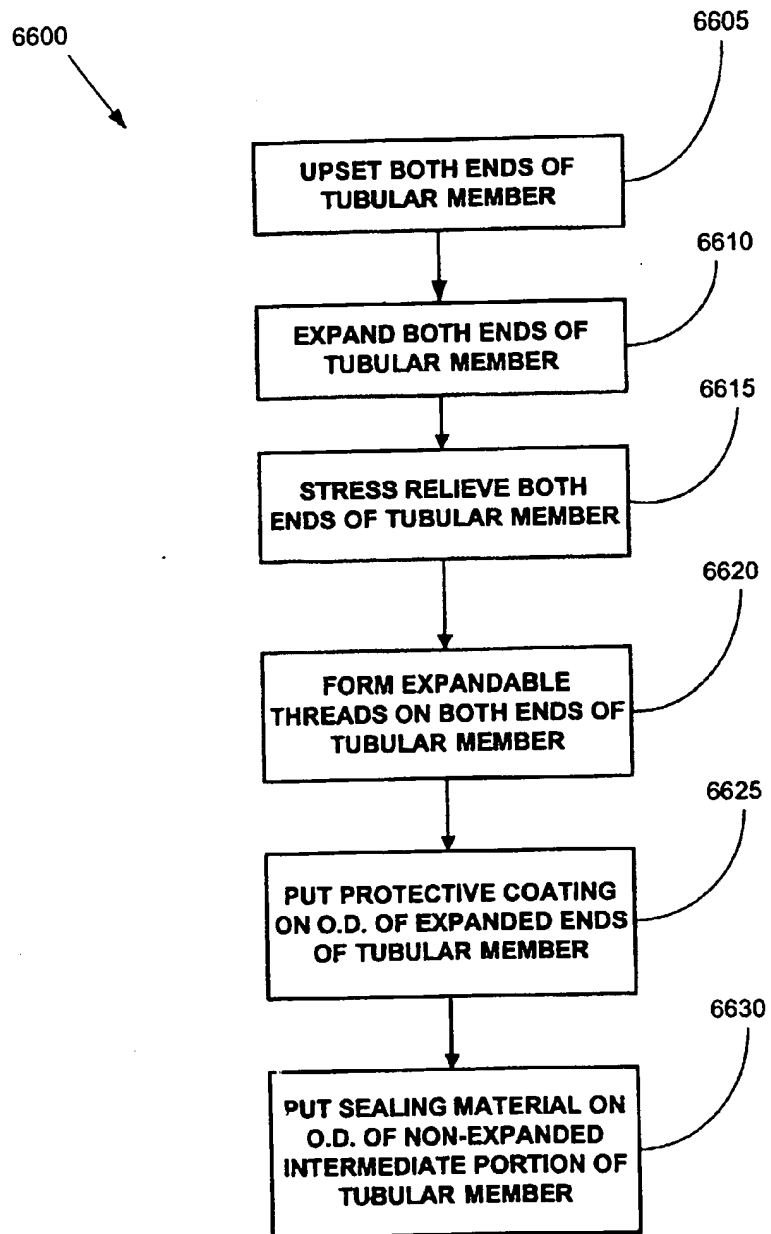 6600
6605
UPSET BOTH ENDS OF
TUBULAR MEMBER
6610
EXPAND BOTH ENDS OF
TUBULAR MEMBER
6615
STRESS RELIEVE BOTH
ENDS OF TUBULAR MEMBER
6620
FORM EXPANDABLE
THREADS ON BOTH ENDS OF
TUBULAR MEMBER
6625
PUT PROTECTIVE COATING
ON O.D. OF EXPANDED ENDS
OF TUBULAR MEMBER
6630
PUT SEALING MATERIAL ON
O.D. OF NON-EXPANDED
INTERMEDIATE PORTION OF
TUBULAR MEMBER